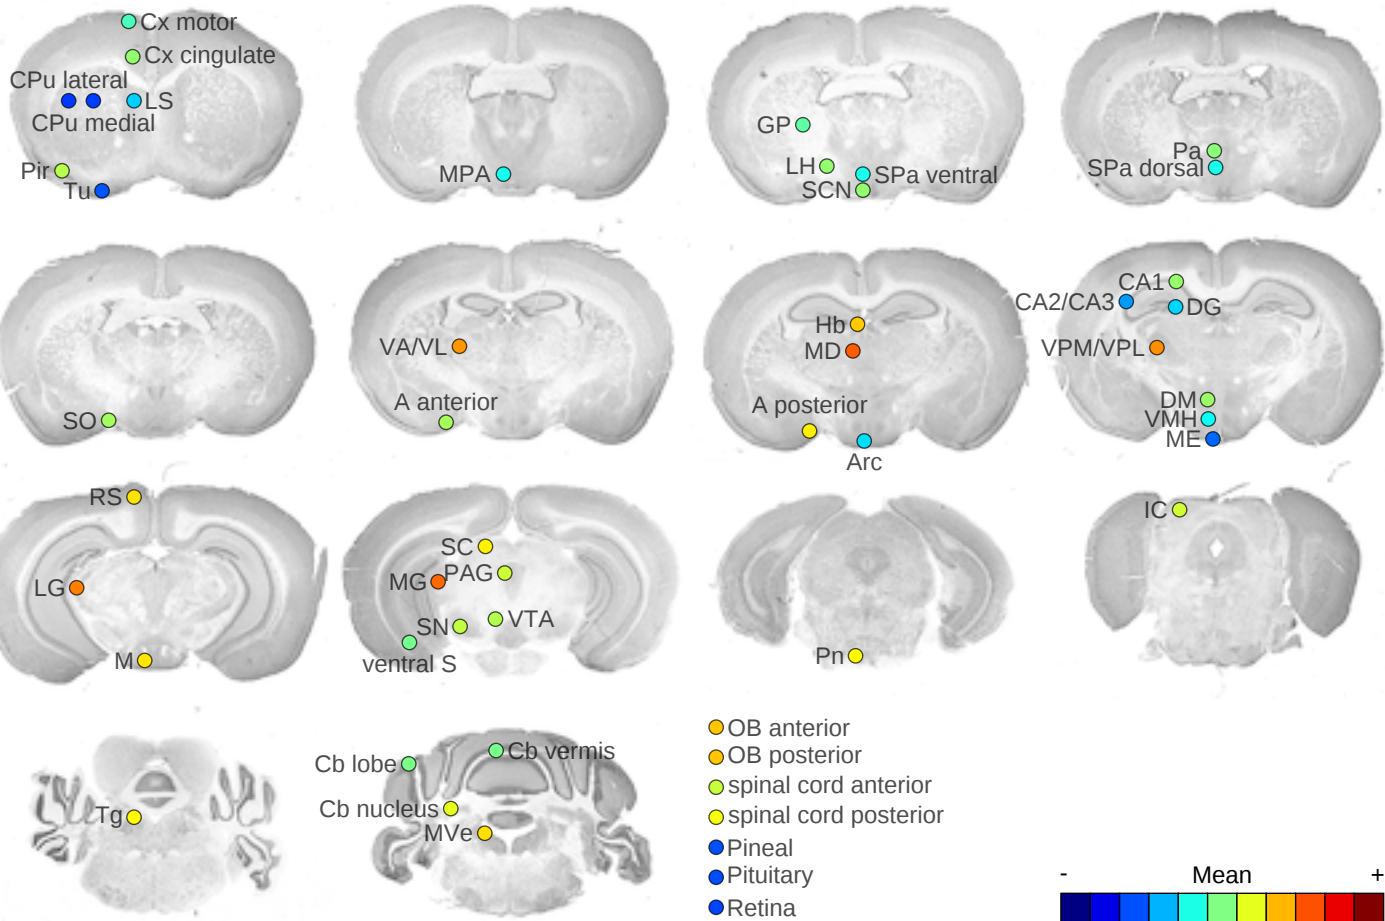 Cx motor
Cx cingulate
CPu lateral
LS
CPu medial
Pir
Tu
MPA
GP
LH
SPa ventral
SCN
Pa
SPa dorsal
SO
VA/VL
A anterior
Hb
MD
A posterior
Arc
CA1
CA2/CA3
DG
VPM/VPL
DM
VMH
ME
RS
LG
M
SC
MG
PAG
SN
VTA
ventral S
Pn
IC
Tg
Cb lobe
Cb vermis
Cb nucleus
MVe
OB anterior
OB posterior
spinal cord anterior
spinal cord posterior
Pineal
Pituitary
Retina
- Mean +